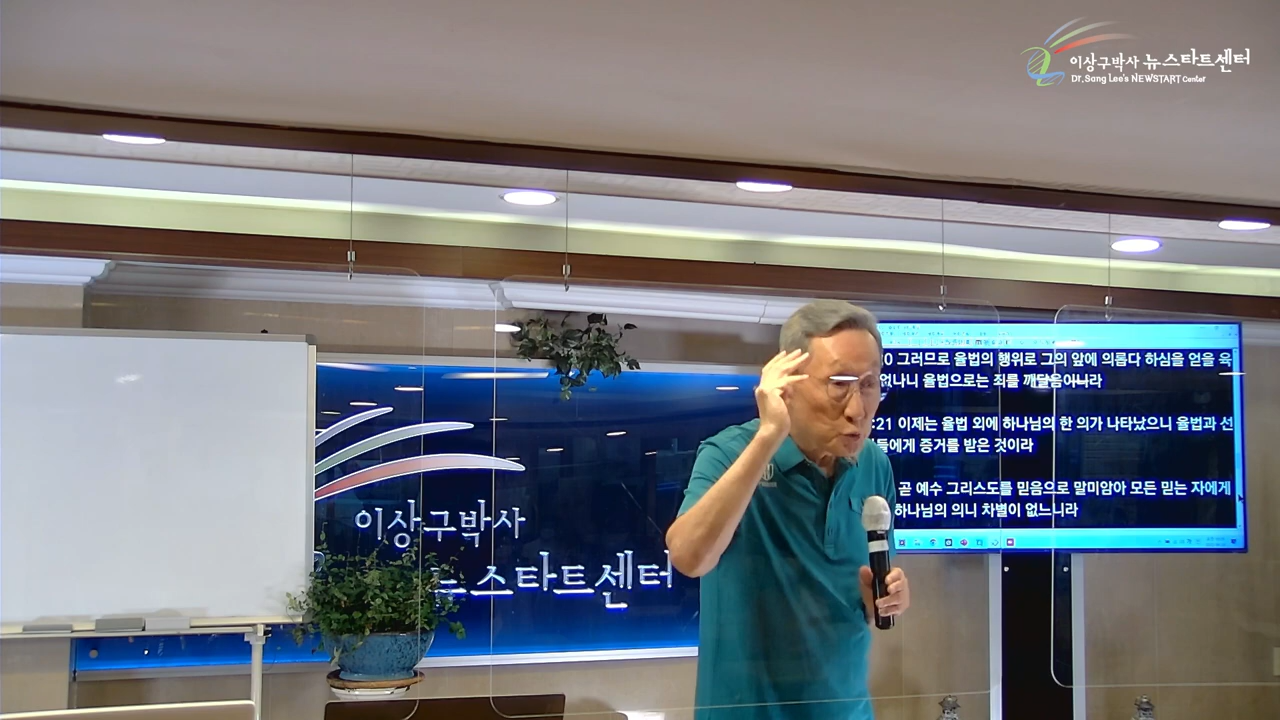 이상구박사 뉴스타트센터
Dr. Sang Lee's NEWSTART Center
0 그러므로 율법의 행위로 그의 앞에 의롭다 하심을 얻을 육
없나니 율법으로는 죄를 깨달음이니라
:21 이제는 율법 외에 하나님의 한 의가 나타났으니 율법과 선
들에게 증거를 받은 것이라
곧 예수 그리스도를 믿음으로 말미암아 모든 믿는 자에게
하나님의 의니 차별이 없느니라
이상구박사
뉴스타트센터